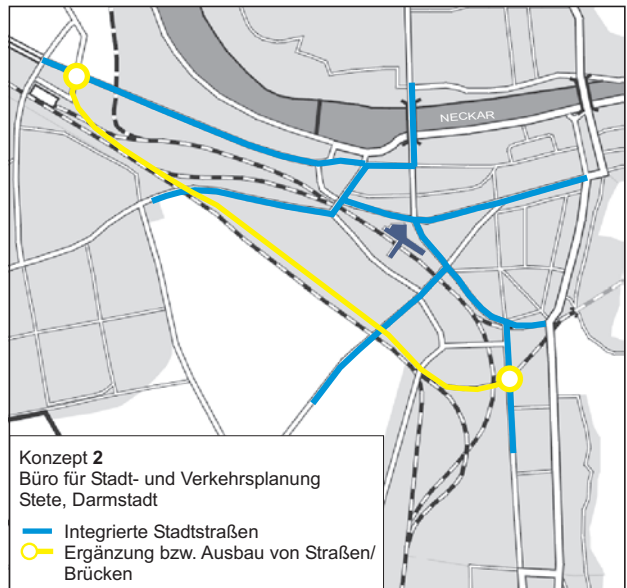 NECKAR
Konzept 2
Büro für Stadt- und Verkehrsplanung
Stete, Darmstadt
Integrierte Stadtstraßen
Ergänzung bzw. Ausbau von Straßen/
Brücken